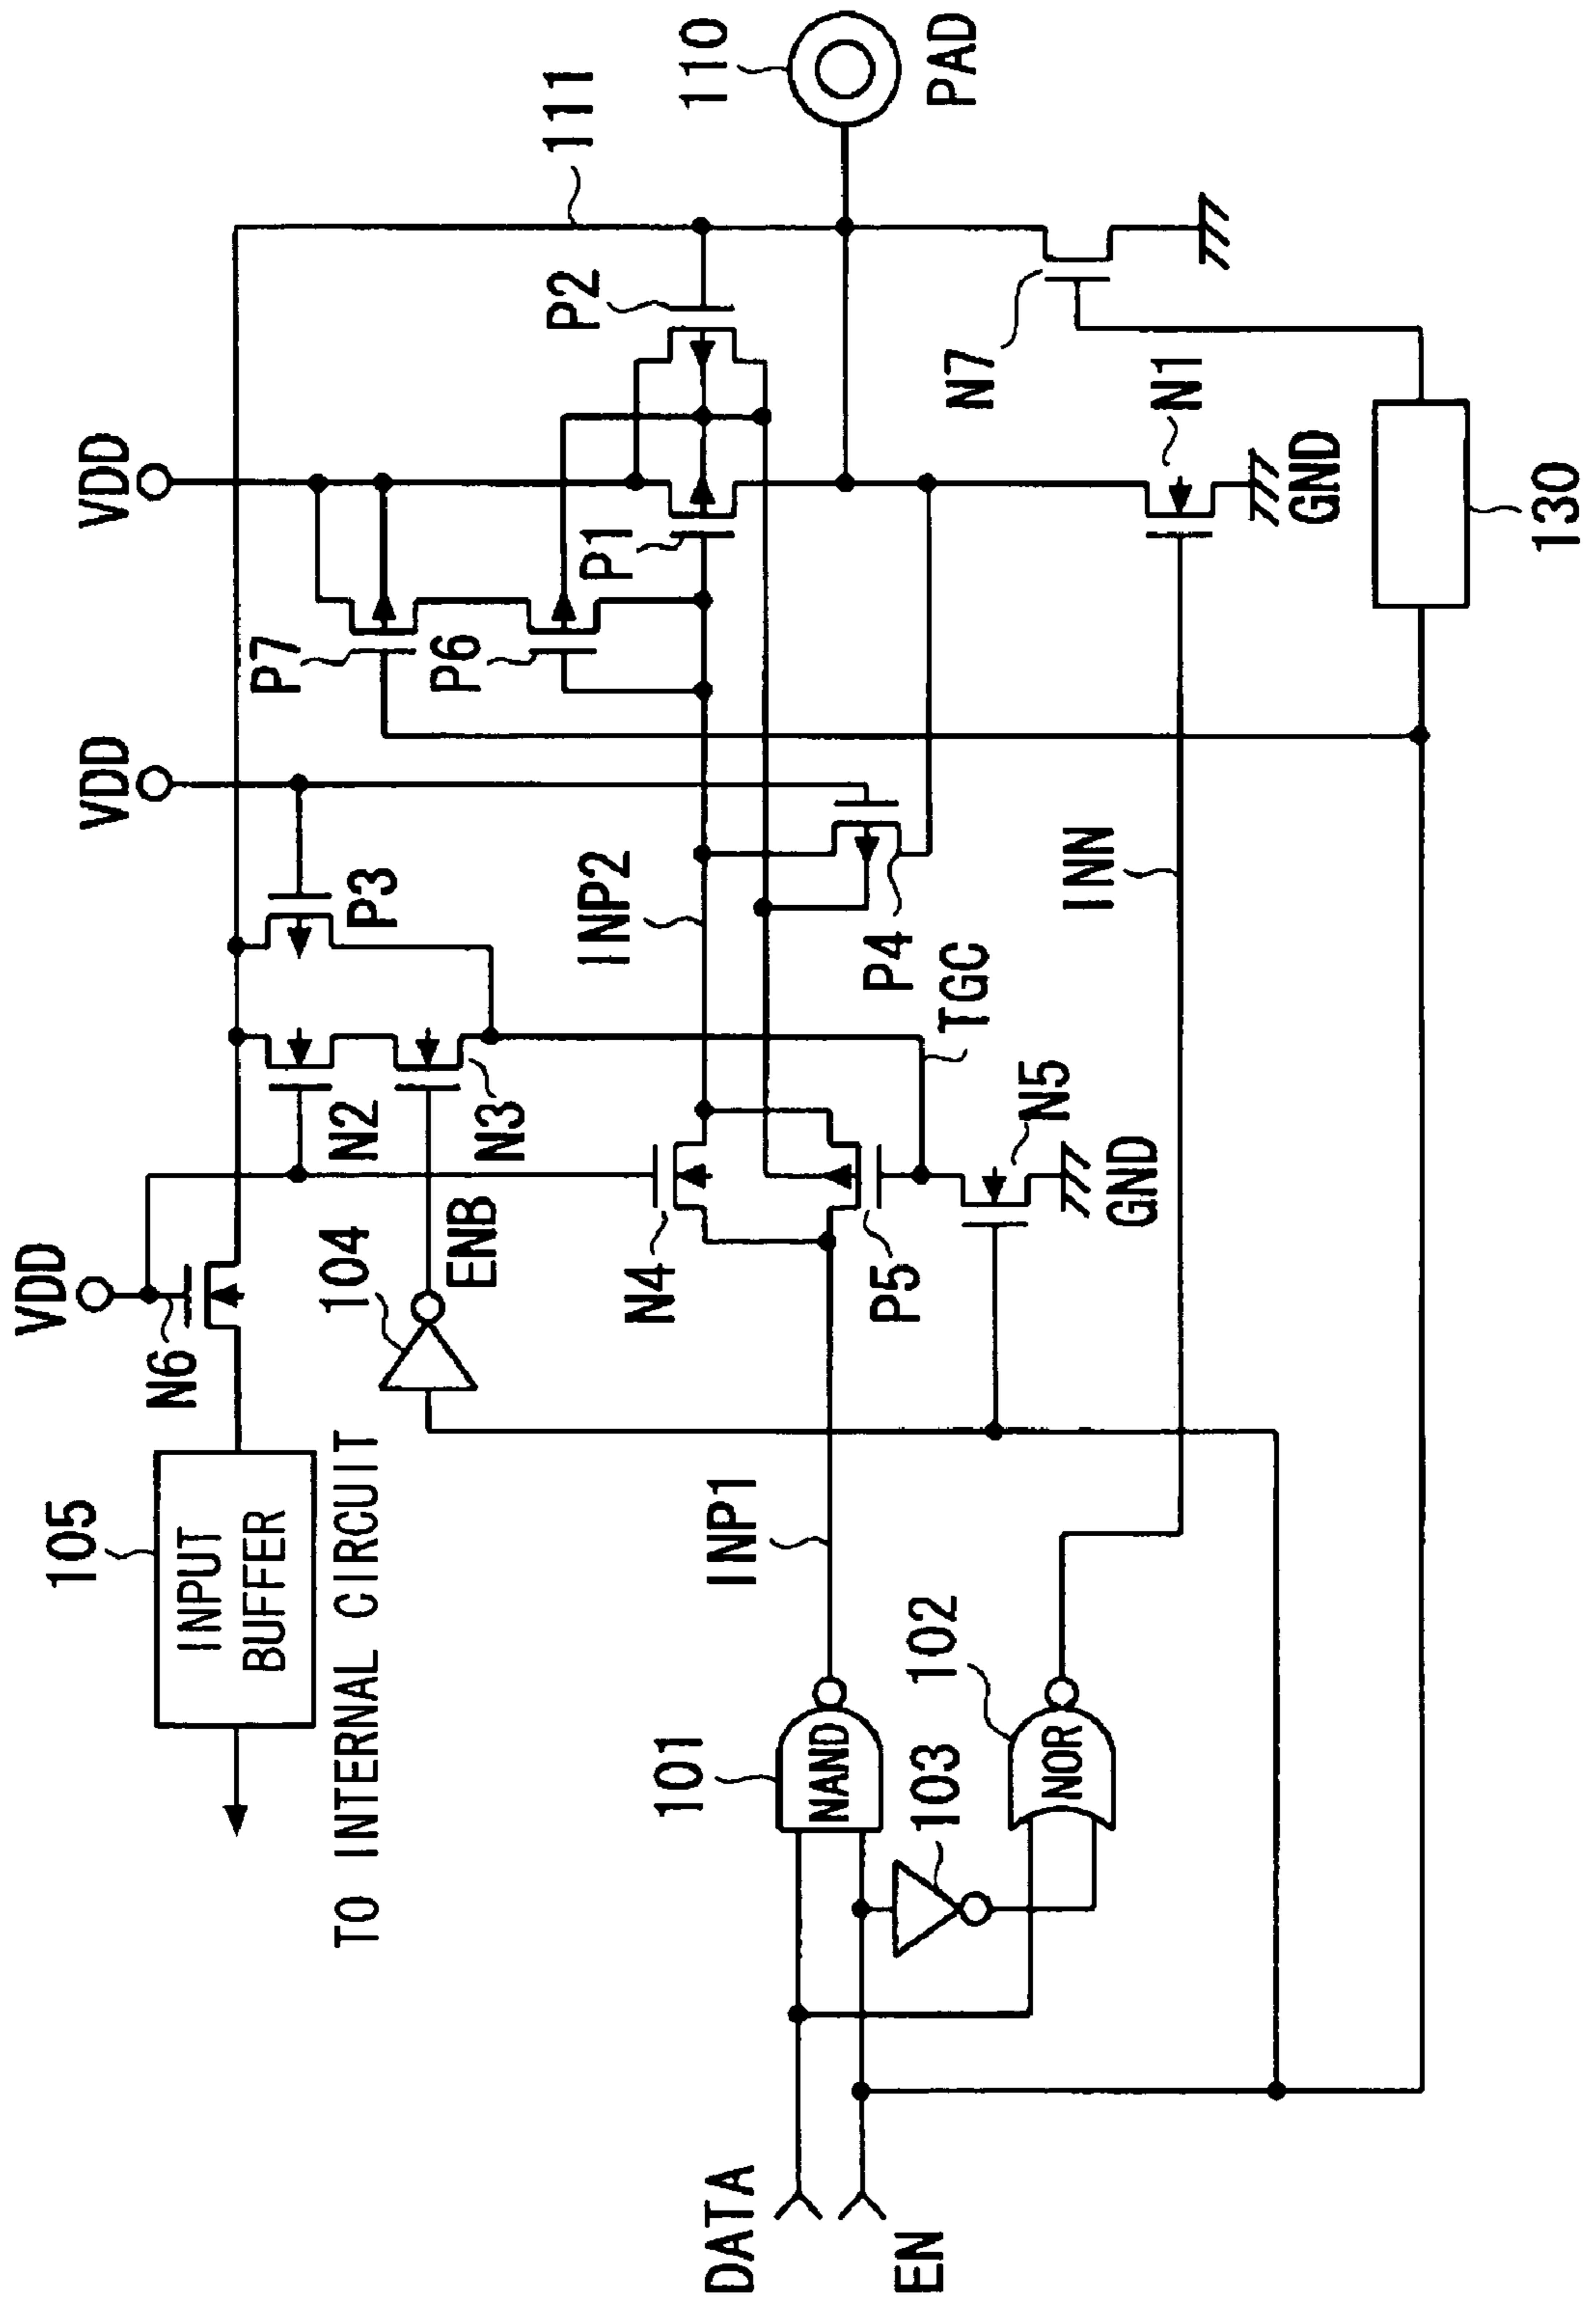 VDD
N6
105
INPUT
BUFFER
TO INTERNAL CIRCUIT
104
ENB
N2
N3
VDD
P3
VDD
P7
P6
P1
P2
111
110
PAD
INP2
P4
TGC
N4
P5
N5
GND
INN
N7
N1
GND
130
DATA
EN
101
NAND
INP1
103
102
NOR